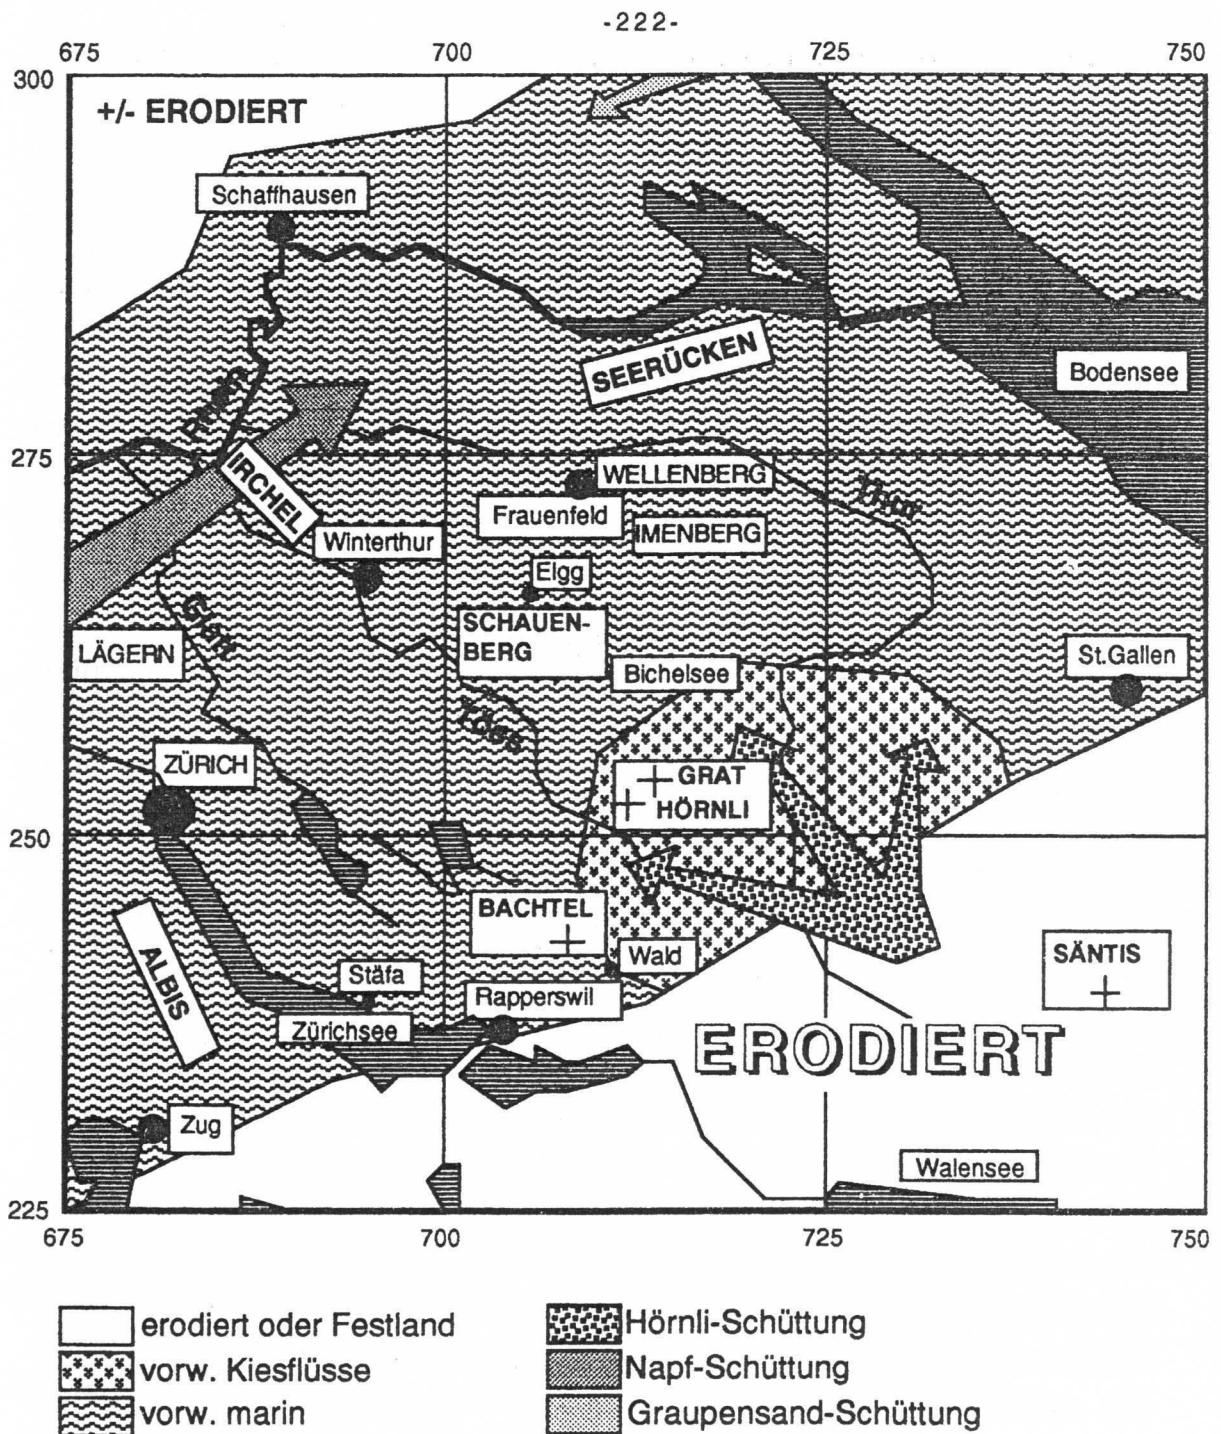 -222-
675 700 725 750
300
+/- ERODIERT
Schaffhausen
SEERÜCKEN
Bodensee
Rhein
275
IRCHEL
WELLENBERG
Thur
Frauenfeld
IMENBERG
Winterthur
Elgg
Glatt
SCHAUEN-
BERG
LÄGERN
St.Gallen
Bichelsee
Töss
ZÜRICH
GRAT
HÖRNLI
250
BACHTEL
ALBIS
Wald
SÄNTIS
Stäfa
Rapperswil
Zürichsee
ERODIERT
Zug
Walensee
225
675 700 725 750
erodiert oder Festland
vorw. Kiesflüsse
vorw. marin
Hörnli-Schüttung
Napf-Schüttung
Graupensand-Schüttung